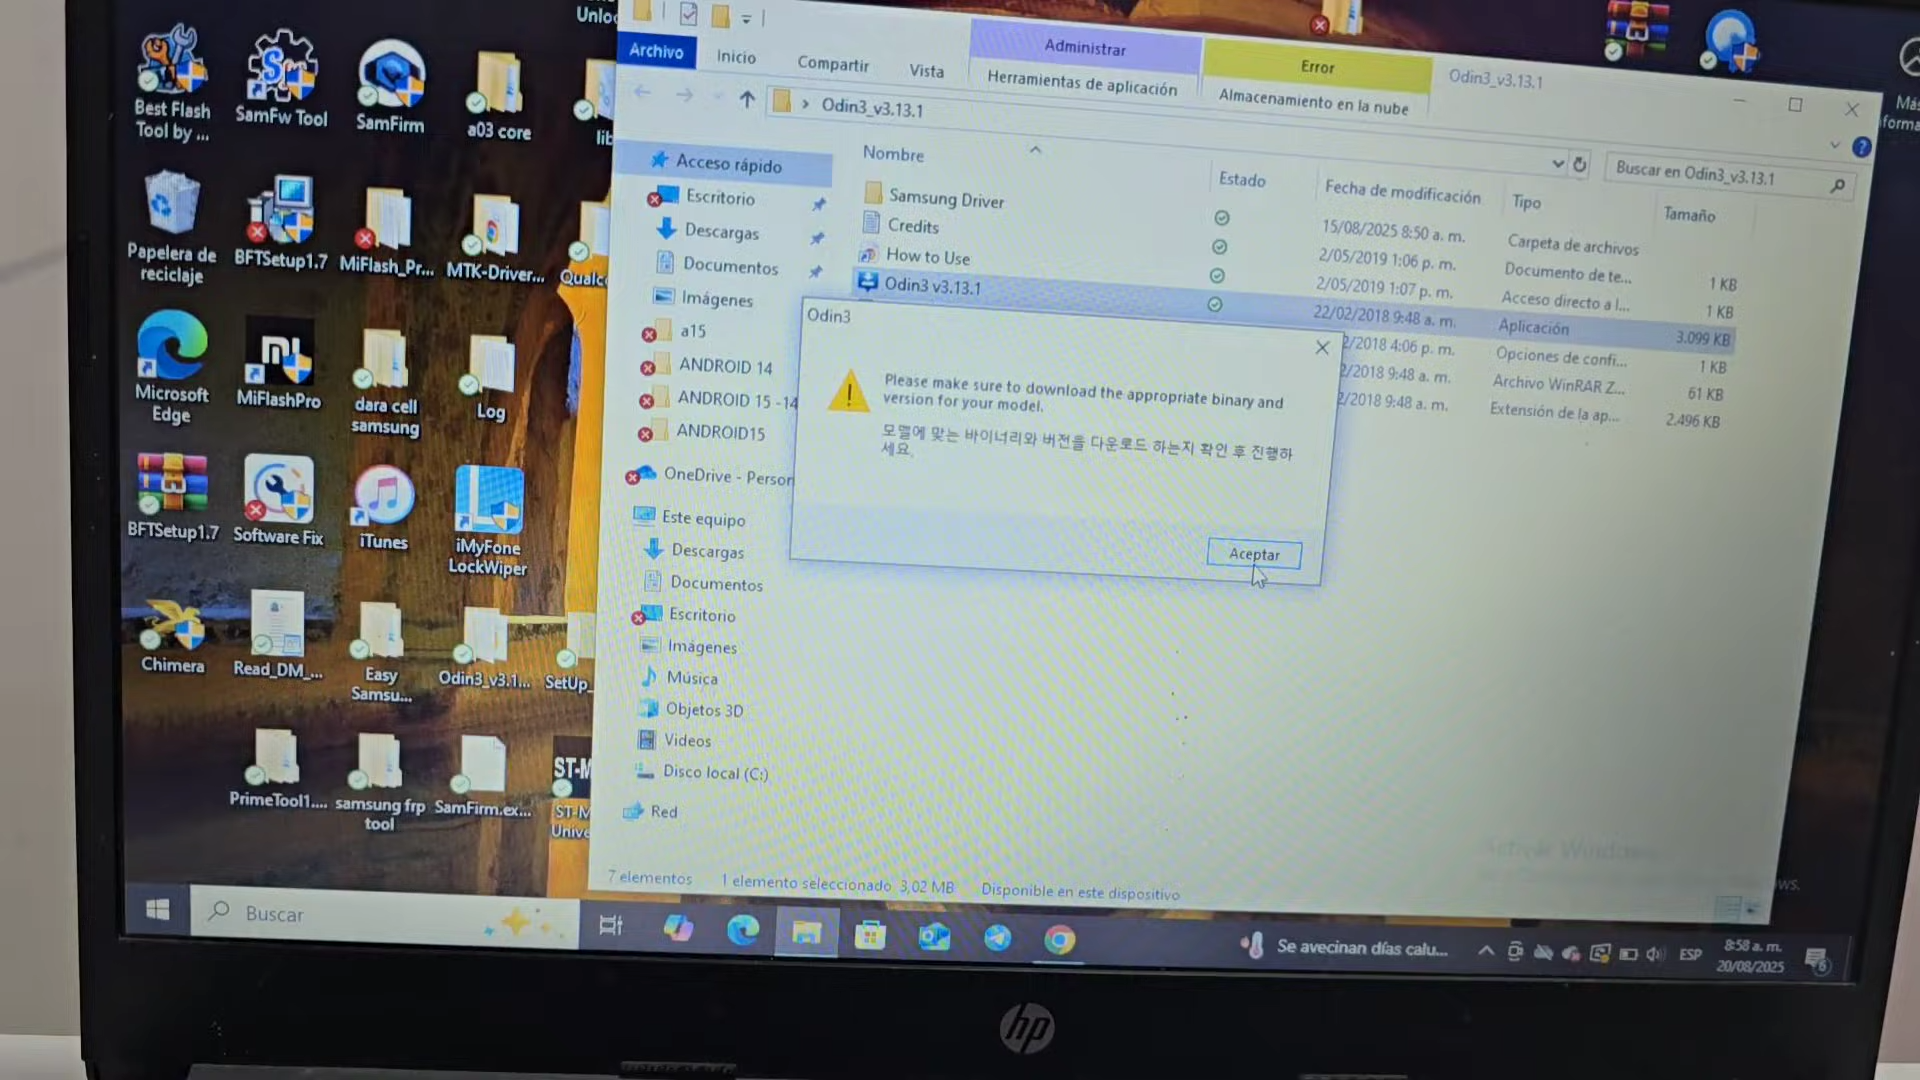 Unloc
Best Flash
Tool by ...
SamFw Tool
SamFirm
a03 core
lib
Papelera de
reciclaje
BFTSetup1.7
MiFlash_Pr...
MTK-Driver...
Qualc
Microsoft
Edge
MiFlashPro
dara cell
samsung
Log
BFTSetup1.7
Software Fix
iTunes
iMyFone
LockWiper
Chimera
Read_DM_...
Easy
Samsu...
Odin3_v3.1...
SetUp_
PrimeTool1....
samsung frp
tool
SamFirm.ex...
ST-M
ST-M
Unive
Archivo
Inicio
Compartir
Vista
Administrar
Herramientas de aplicación
Error
Almacenamiento en la nube
Odin3_v3.13.1
Odin3_v3.13.1
Buscar en Odin3_v3.13.1
Más
forma
Nombre
Estado
Fecha de modificación
Tipo
Tamaño
Samsung Driver
15/08/2025 8:50 a. m.
Carpeta de archivos
Credits
2/05/2019 1:06 p. m.
Documento de te...
1 KB
How to Use
2/05/2019 1:07 p. m.
Acceso directo a l...
1 KB
Odin3 v3.13.1
22/02/2018 9:48 a. m.
Aplicación
3.099 KB
2/2018 4:06 p. m.
Opciones de confi...
1 KB
2/2018 9:48 a. m.
Archivo WinRAR Z...
61 KB
2/2018 9:48 a. m.
Extensión de la ap...
2.496 KB
Acceso rápido
Escritorio
Descargas
Documentos
Imágenes
a15
ANDROID 14
ANDROID 15 -14
ANDROID15
OneDrive - Person
Este equipo
Descargas
Documentos
Escritorio
Imágenes
Música
Objetos 3D
Videos
Disco local (C:)
Red
Odin3
Please make sure to download the appropriate binary and
version for your model.
모델에 맞는 바이너리와 버전을 다운로드 하는지 확인 후 진행하
세요.
Aceptar
7 elementos
1 elemento seleccionado 3,02 MB
Disponible en este dispositivo
Buscar
Se avecinan días calu...
ESP
8:58 a. m.
20/08/2025
6
hp